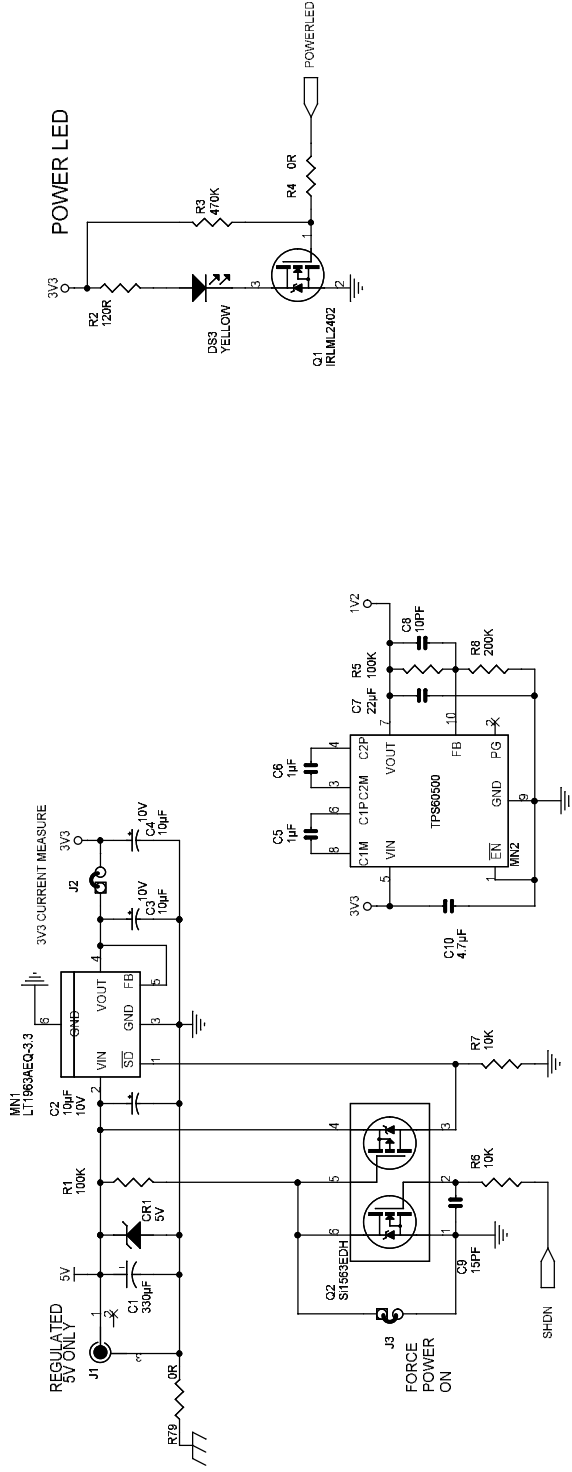 REGULATED
5V ONLY
J1
1
2
3
R79
0R
5V
C1
330µF
CR1
5V
R1
100K
C2
10µF
10V
MN1
LT1963AEQ-3.3
2
VIN
VOUT
4
SD
1
GND
3
FB
5
GND
6
3V3 CURRENT MEASURE
J2
3V3
10V
C3
10µF
10V
C4
10µF
FORCE
POWER
ON
J3
Q2
Si1563EDH
6
5
4
1
2
3
C9
15PF
R6
10K
R7
10K
SHDN
3V3
C10
4.7µF
C5
1µF
C6
1µF
8
6
3
4
C1M
C1P
C2M
C2P
5
VIN
VOUT
7
TPS60500
FB
10
PG
2
EN
1
GND
9
MN2
C7
22µF
R5
100K
C8
10PF
R8
200K
1V2
POWER LED
3V3
R2
120R
R3
470K
DS3
YELLOW
3
1
2
Q1
IRLML2402
R4
0R
POWERLED